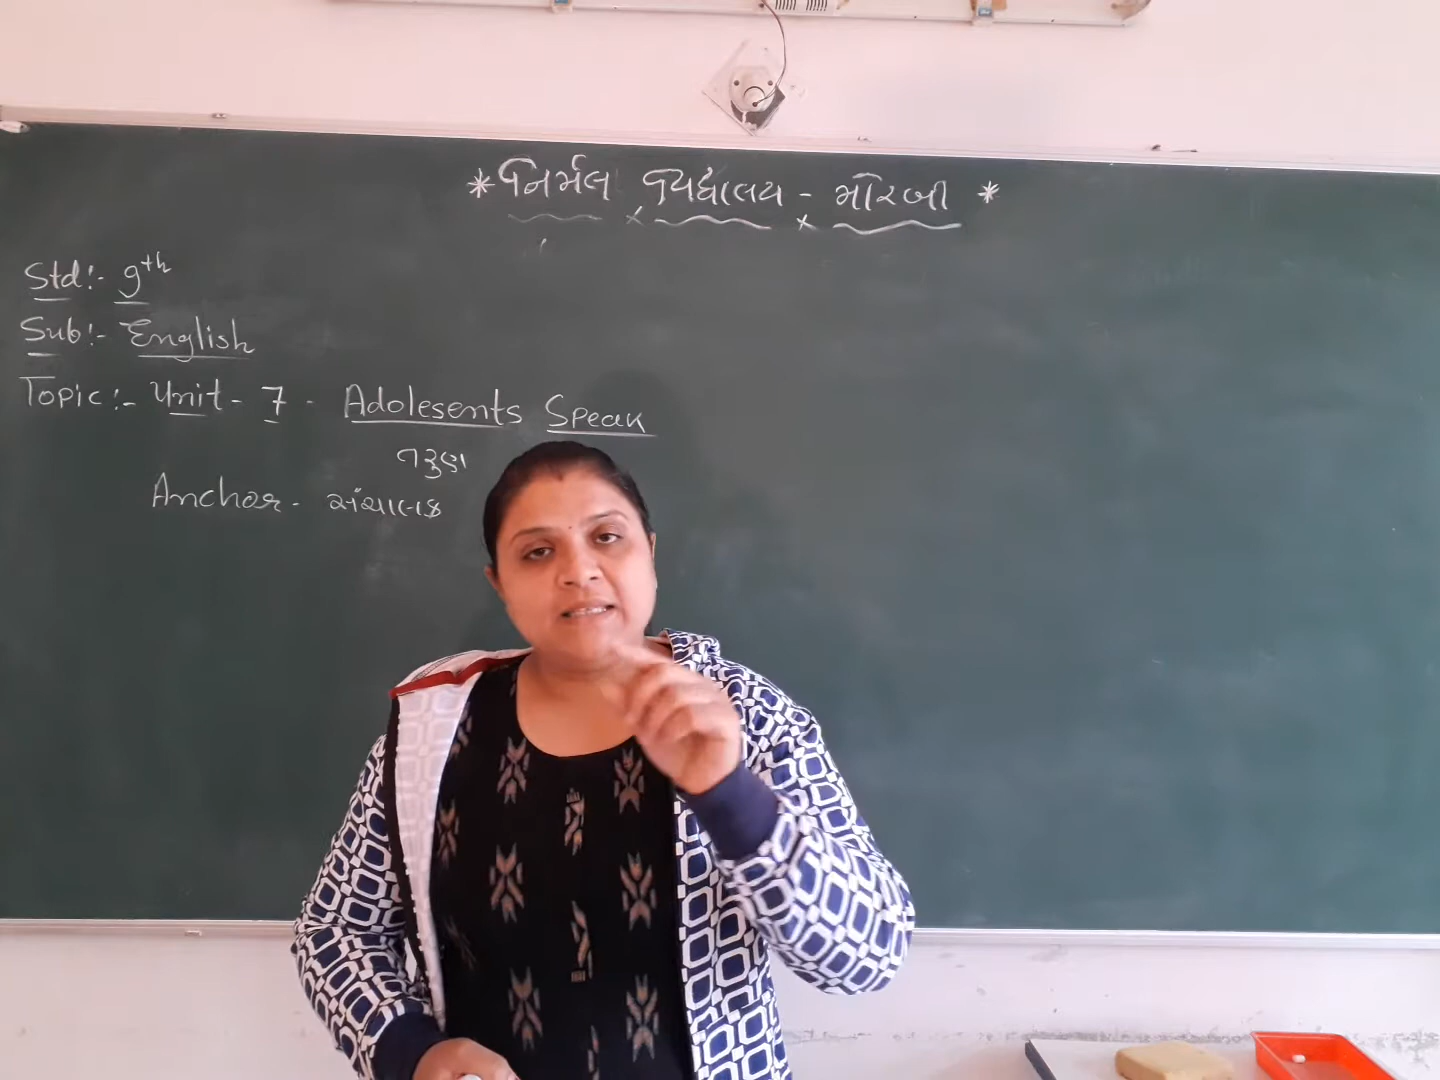 * નિર્મલ વિદ્યાલય - મોરબી *
Std:- 9th
Sub:- English
Topic:- Unit - 7 - Adolesents Speak
તરુણ
Anchor - સંચાલક